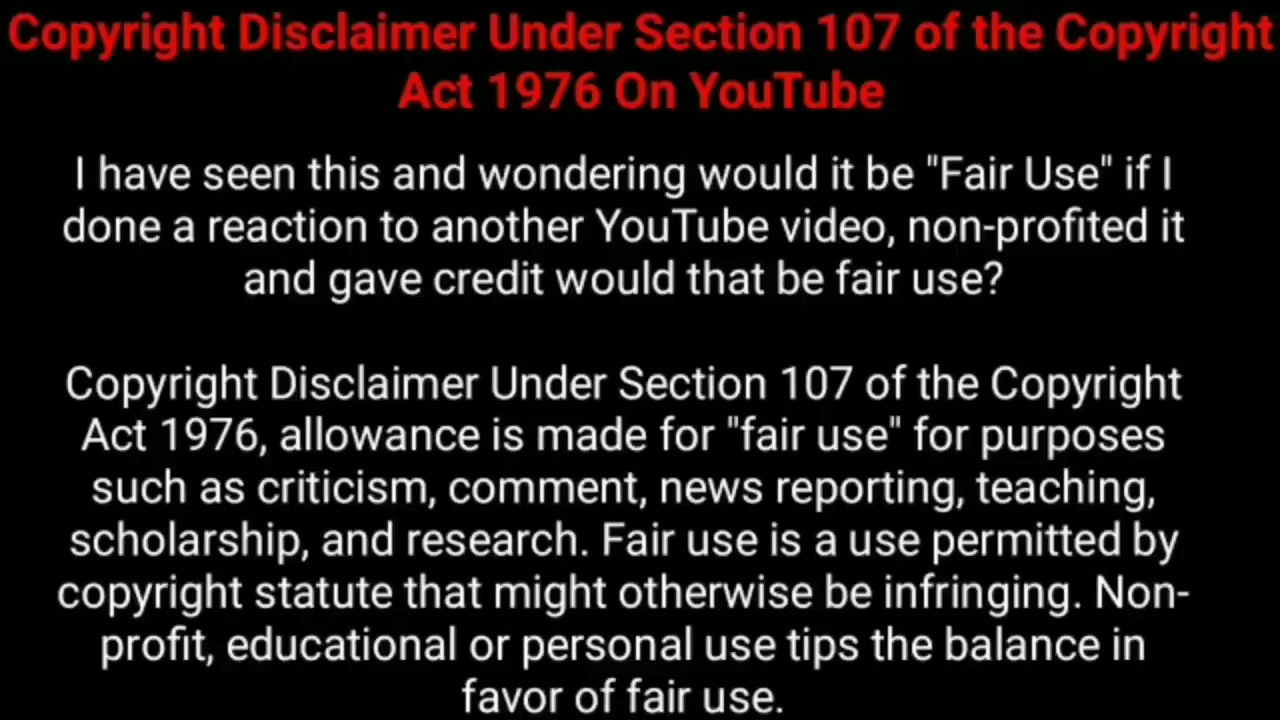 Copyright Disclaimer Under Section 107 of the Copyright
Act 1976 On YouTube
I have seen this and wondering would it be "Fair Use" if I
done a reaction to another YouTube video, non-profited it
and gave credit would that be fair use?
Copyright Disclaimer Under Section 107 of the Copyright
Act 1976, allowance is made for "fair use" for purposes
such as criticism, comment, news reporting, teaching,
scholarship, and research. Fair use is a use permitted by
copyright statute that might otherwise be infringing. Non-
profit, educational or personal use tips the balance in
favor of fair use.